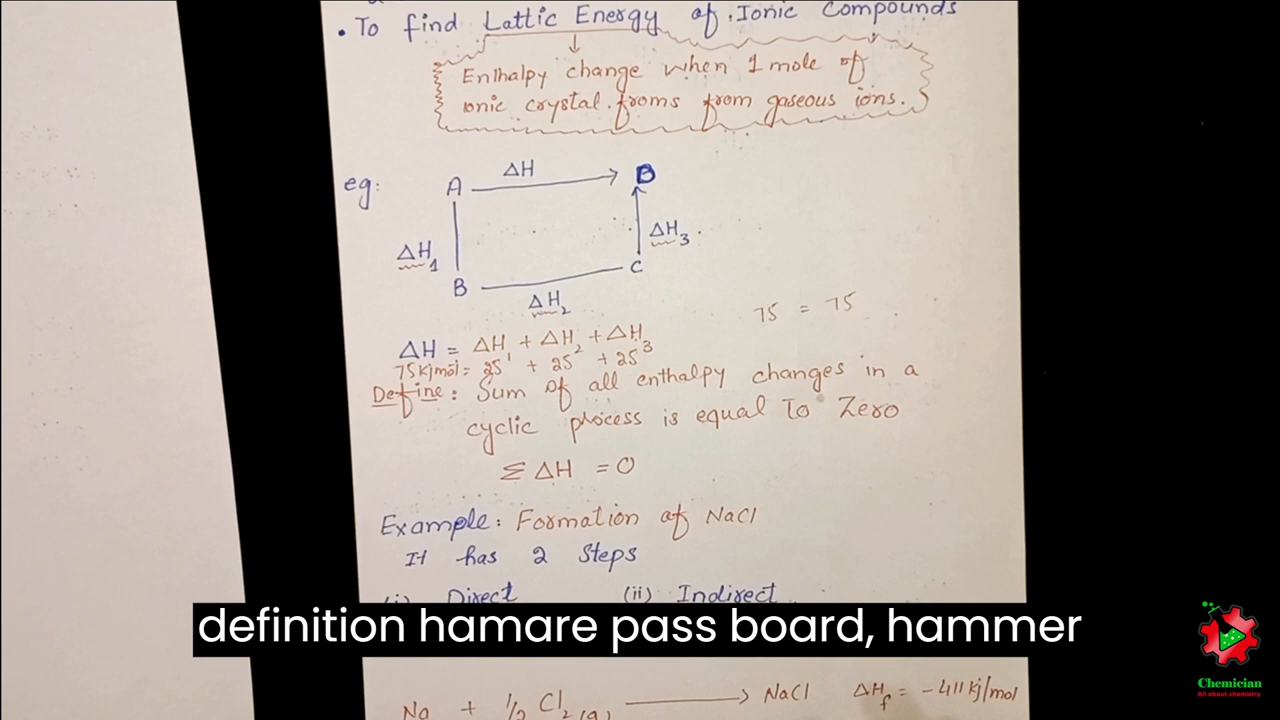 • To find Lattic Energy of Ionic Compounds
Enthalpy change when 1 mole of
ionic crystal froms from gaseous ions.
eg:
A ΔH D
ΔH1 ΔH3
B ΔH2 C
75 = 75
ΔH = ΔH1 + ΔH2 + ΔH3
75 Kj/mol = 25 + 25 + 25
Define: Sum of all enthalpy changes in a
cyclic process is equal To Zero
Σ ΔH = 0
Example: Formation of NaCl
It has 2 Steps
(i) Direct (ii) Indirect
definition hamare pass board, hammer
Na + 1/2 Cl2(g) → NaCl ΔHf = -411 kj/mol
Chemician
All about chemistry